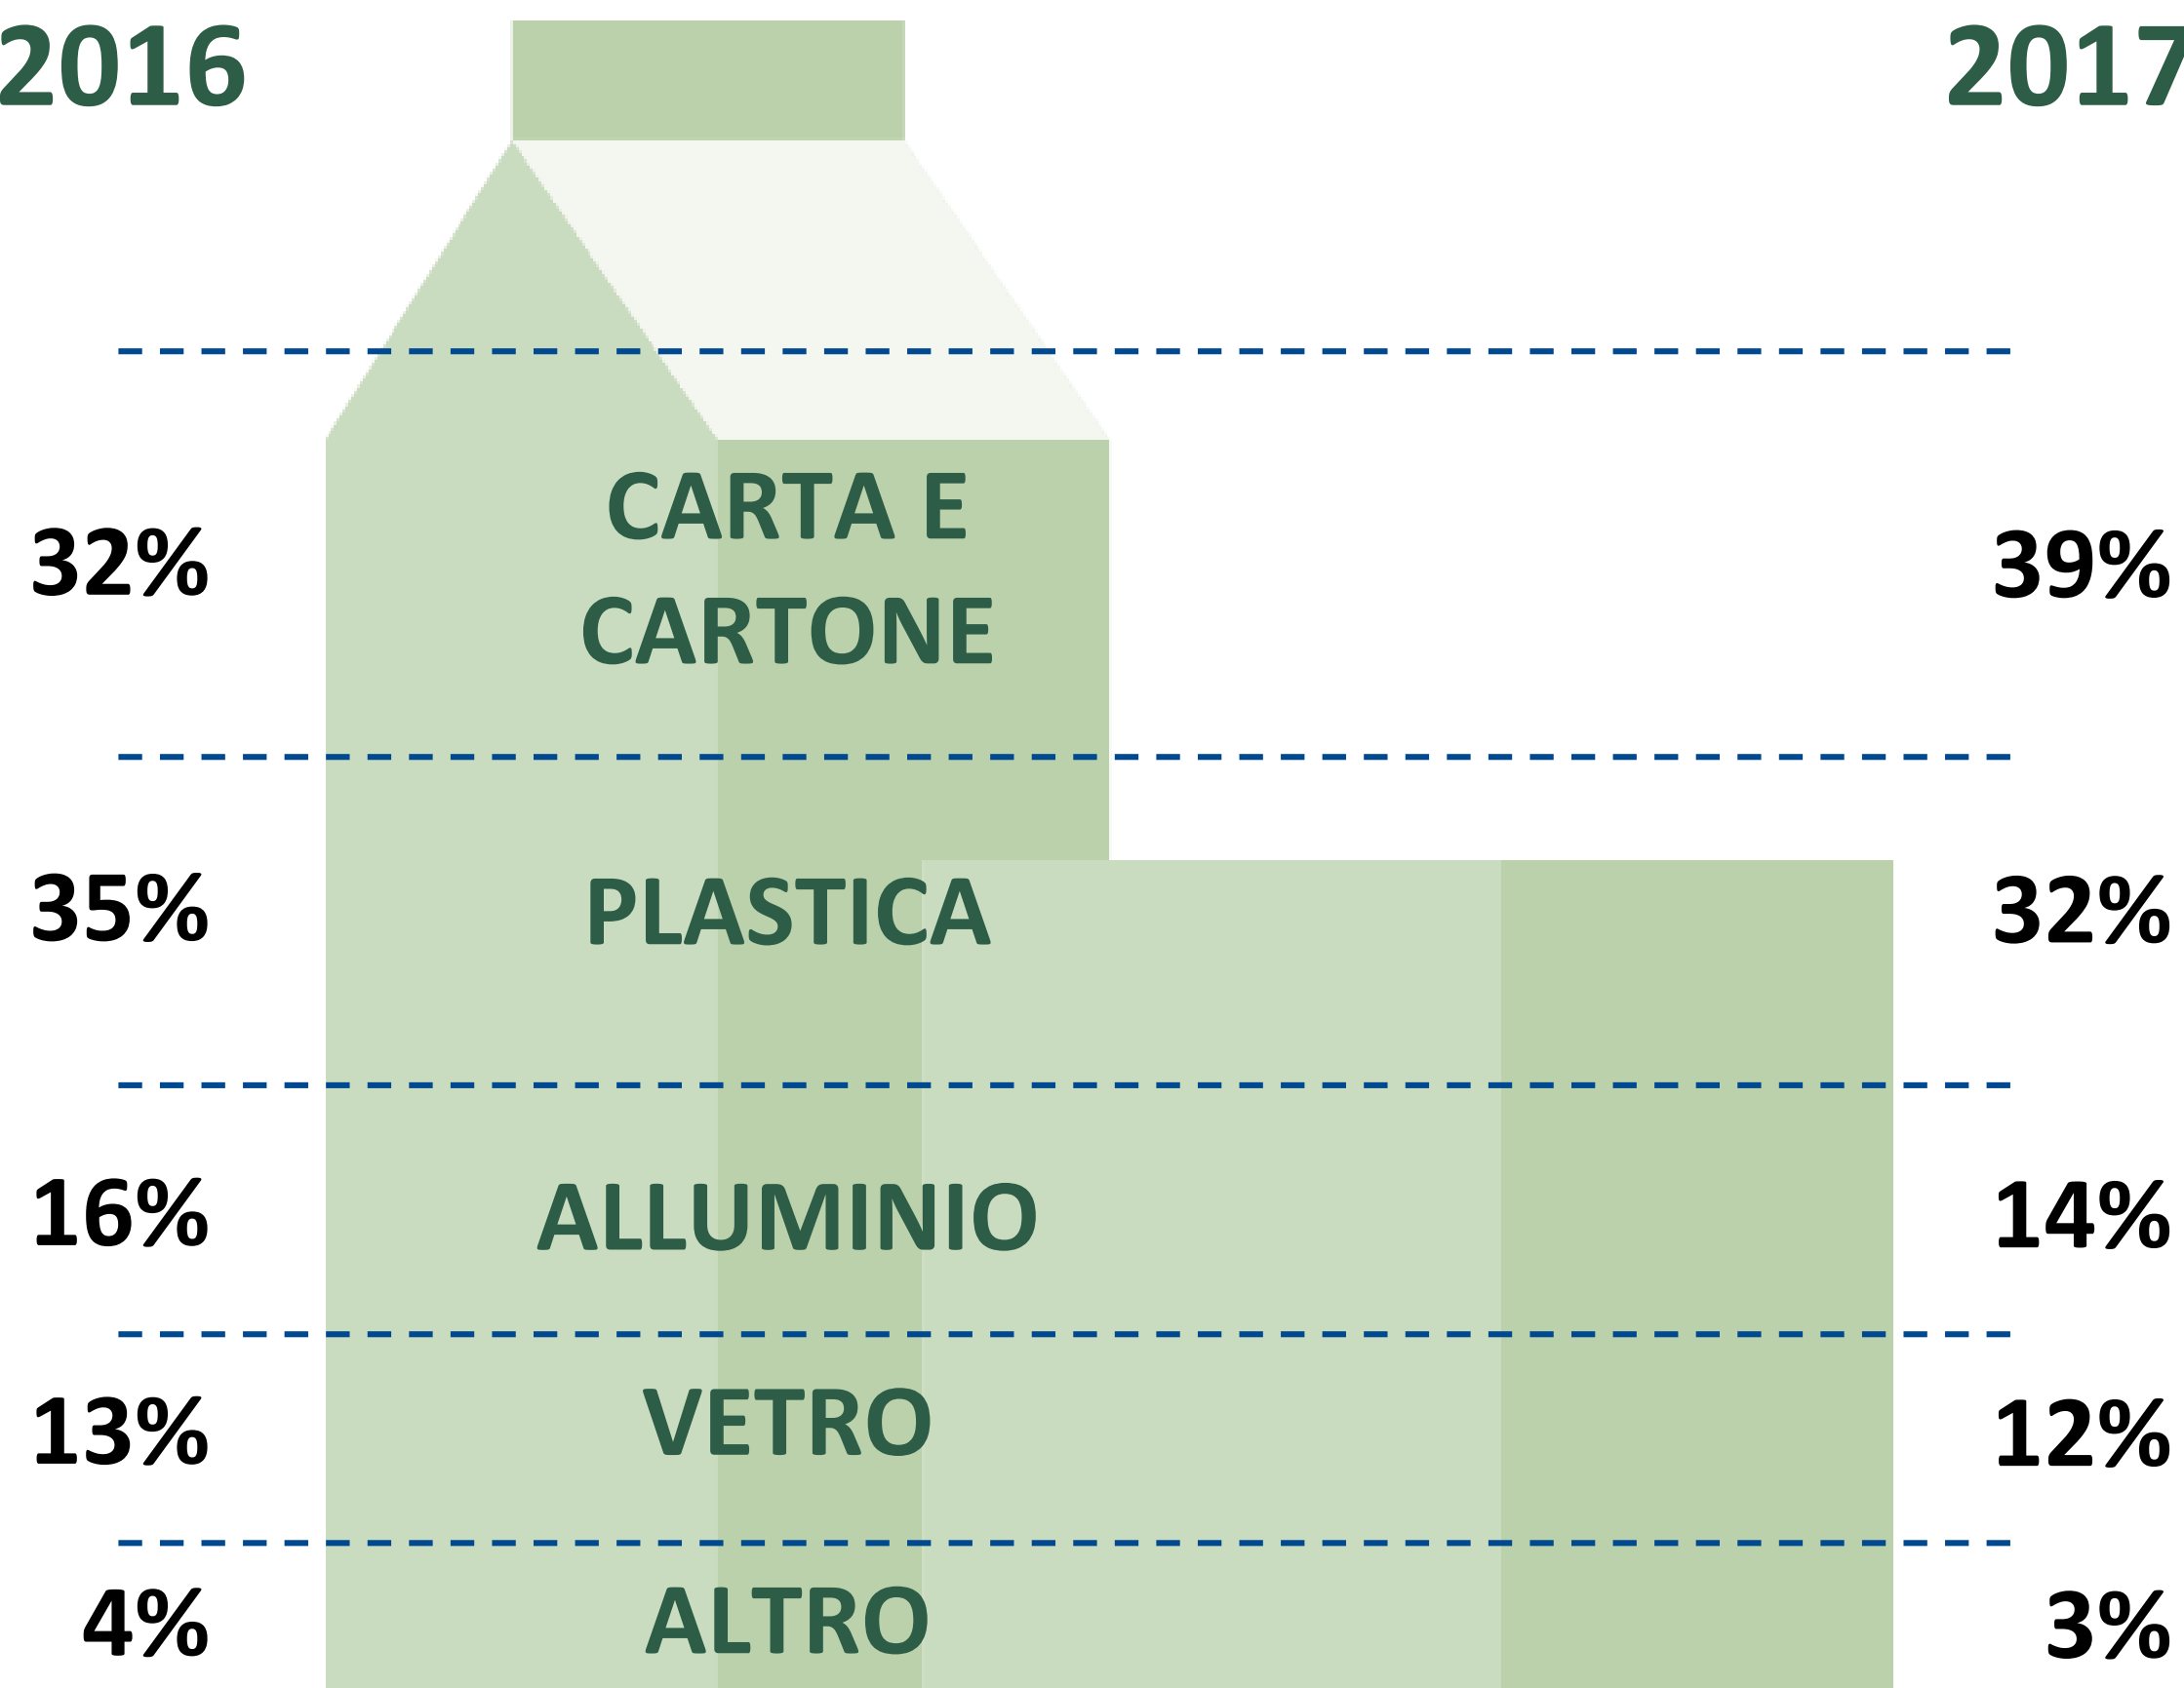 2016 2017
CARTA E
32% 39%
CARTONE
35% PLASTICA 32%
16% ALLUMINIO 14%
13% VETRO 12%
4% ALTRO 3%